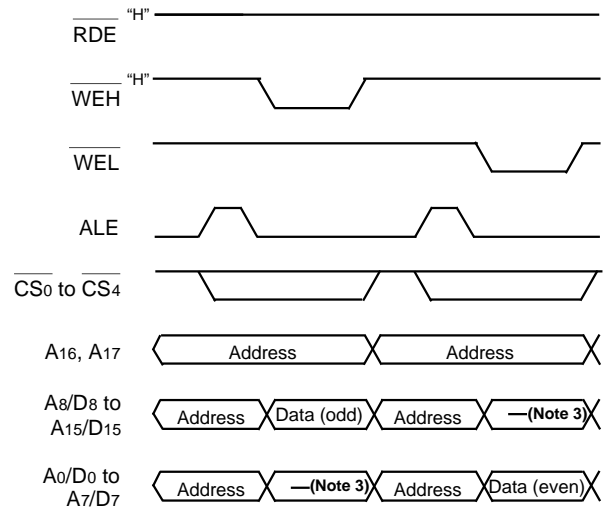 RDE "H"
WEH "H"
WEL
ALE
CS0 to CS4
A16, A17 Address Address
A8/D8 to
A15/D15 Address Data (odd) Address —(Note 3)
A0/D0 to
A7/D7 Address —(Note 3) Address Data (even)